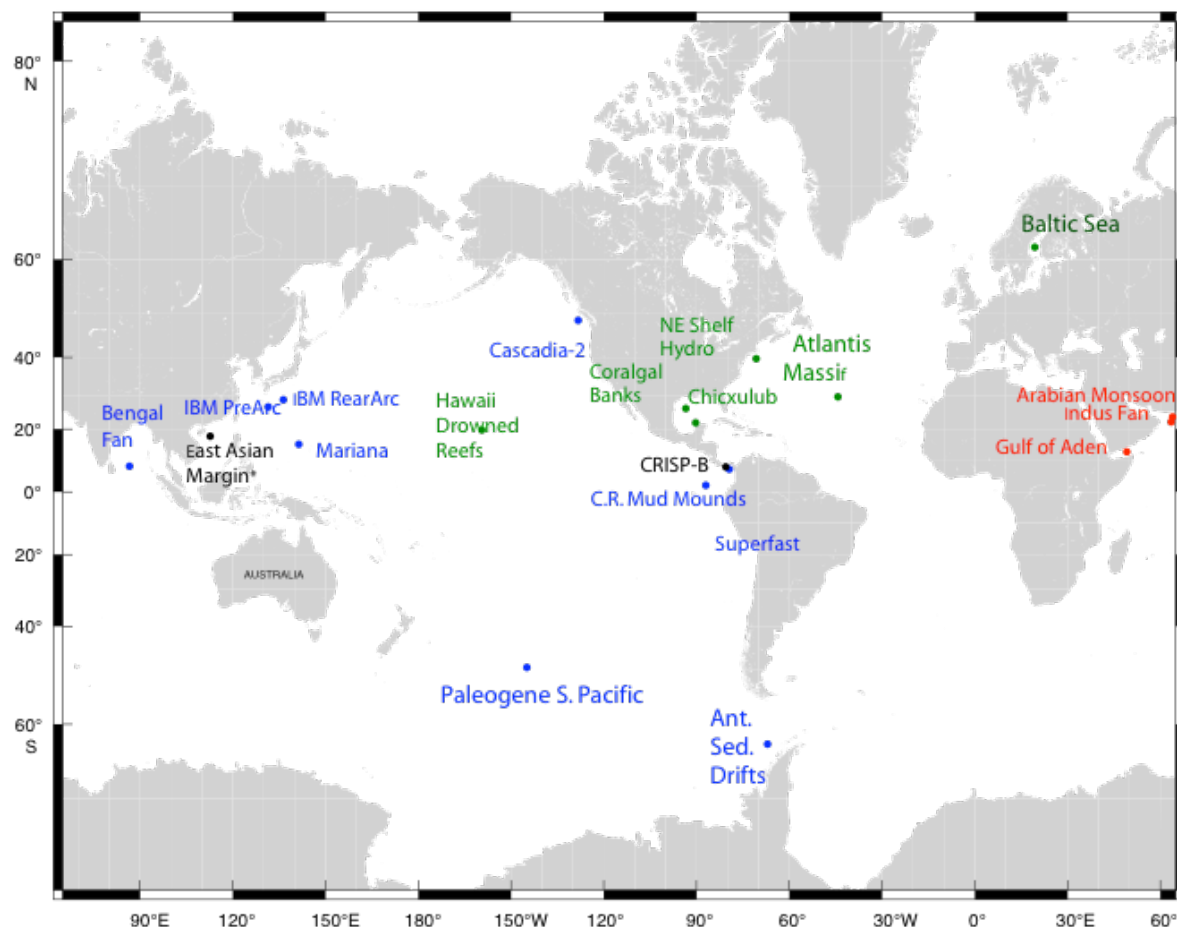 80°
N
60°
40°
20°
0°
20°
40°
60°
S
Baltic Sea
NE Shelf
Hydro
Atlantis
Massif
Cascadia-2
Coralgal
Banks
Chicxulub
Arabian Monsoon
Indus Fan
Gulf of Aden
IBM PreArc
IBM RearArc
Hawaii
Drowned
Reefs
Bengal
Fan
East Asian
Margin*
Mariana
CRISP-B
C.R. Mud Mounds
Superfast
AUSTRALIA
Paleogene S. Pacific
Ant.
Sed.
Drifts
90°E
120°
150°E
180°
150°W
120°
90°
60°
30°W
0°
30°E
60°